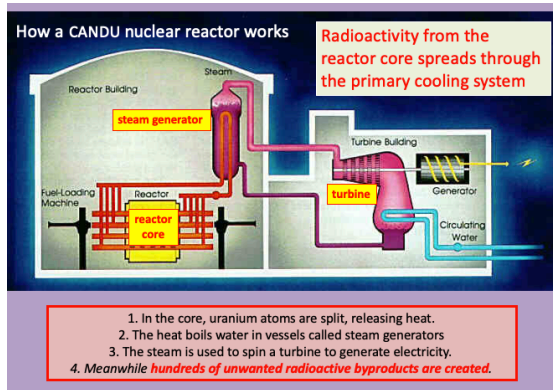 How a CANDU nuclear reactor works
Radioactivity from the
reactor core spreads through
the primary cooling system
Steam
Reactor Building
steam generator
Turbine Building
Fuel-Loading
Machine
Reactor
reactor
core
turbine
Generator
Circulating
Water
1. In the core, uranium atoms are split, releasing heat.
2. The heat boils water in vessels called steam generators
3. The steam is used to spin a turbine to generate electricity.
4. Meanwhile hundreds of unwanted radioactive byproducts are created.